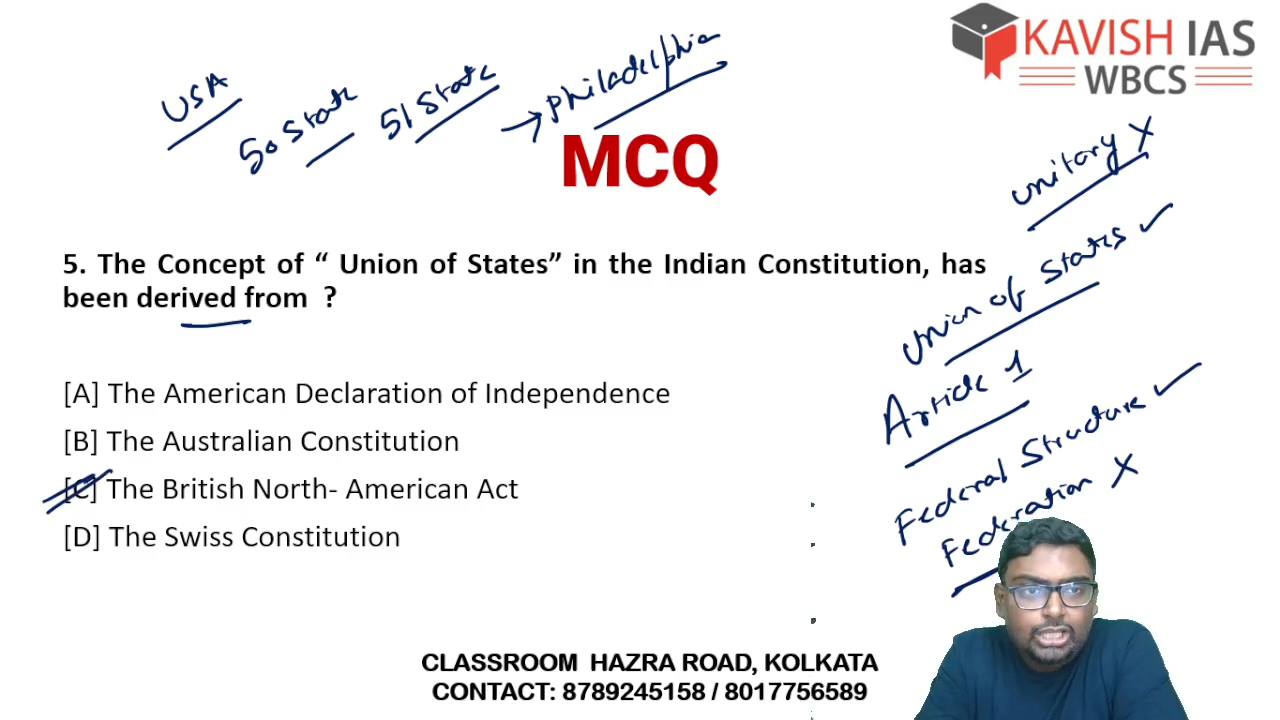 KAVISH IAS
WBCS
USA
50 State
51 State
→ Philadelphia
MCQ
unitary X
5. The Concept of “ Union of States” in the Indian Constitution, has
been derived from ?
Union of States ✓
[A] The American Declaration of Independence
Article 1
[B] The Australian Constitution
Federal Structure ✓
[C] The British North- American Act
Federation X
[D] The Swiss Constitution
CLASSROOM HAZRA ROAD, KOLKATA
CONTACT: 8789245158 / 8017756589